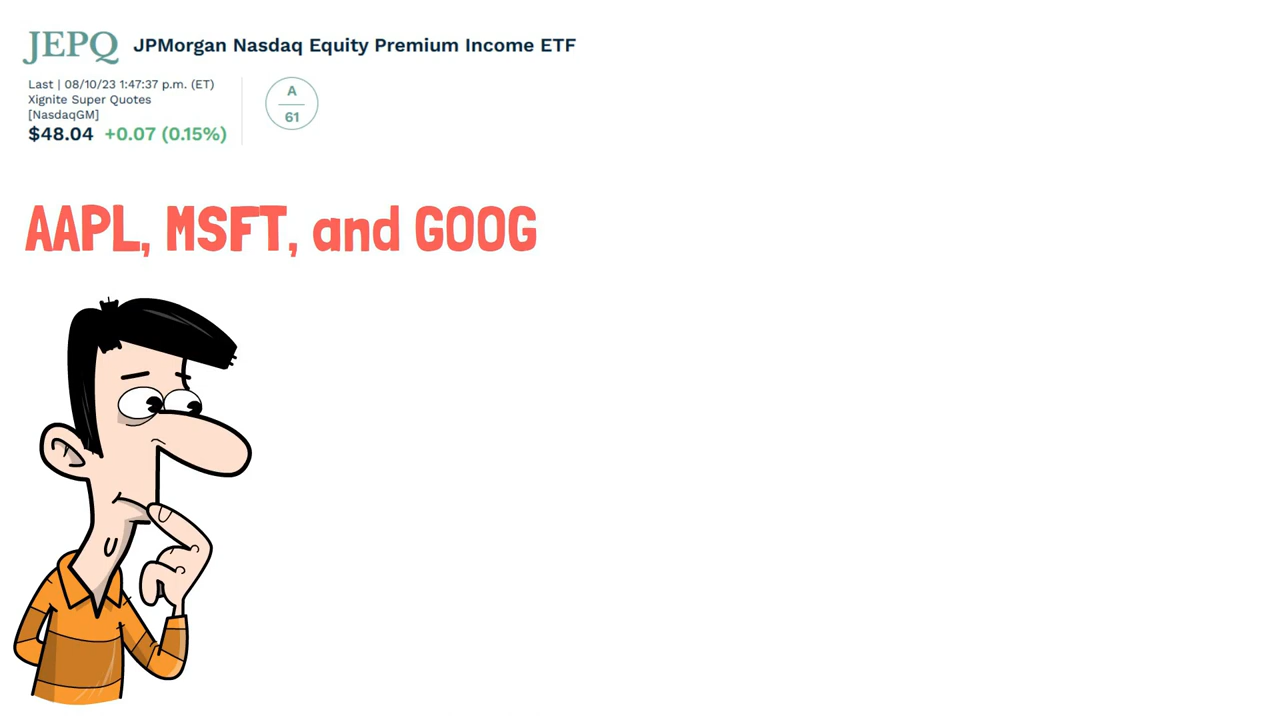 JEPQ JPMorgan Nasdaq Equity Premium Income ETF
Last | 08/10/23 1:47:37 p.m. (ET)
Xignite Super Quotes
[NasdaqGM]
$48.04 +0.07 (0.15%)
A
61
AAPL, MSFT, and GOOG